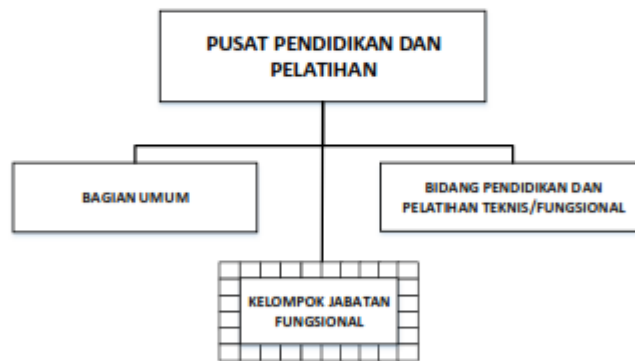 PUSAT PENDIDIKAN DAN
PELATIHAN
BAGIAN UMUM
BIDANG PENDIDIKAN DAN
PELATIHAN TEKNIS/FUNGSIONAL
KELOMPOK JABATAN
FUNGSIONAL